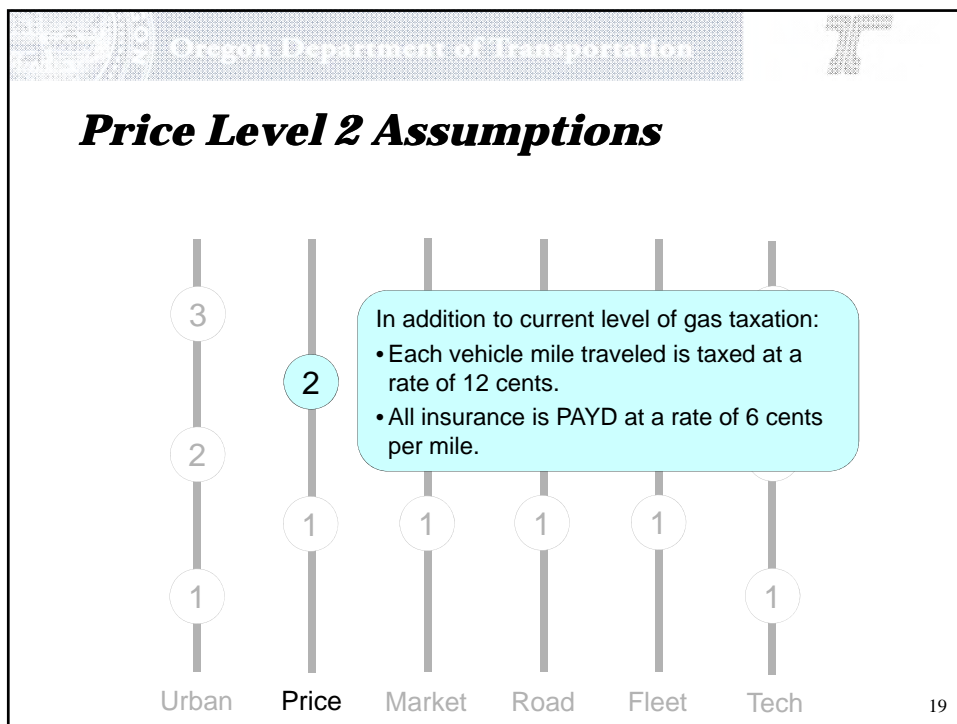 Oregon Department of Transportation
Price Level 2 Assumptions
3
In addition to current level of gas taxation:
• Each vehicle mile traveled is taxed at a
rate of 12 cents.
• All insurance is PAYD at a rate of 6 cents
per mile.
2
2
1
1
1
1
1
1
Urban Price Market Road Fleet Tech
19